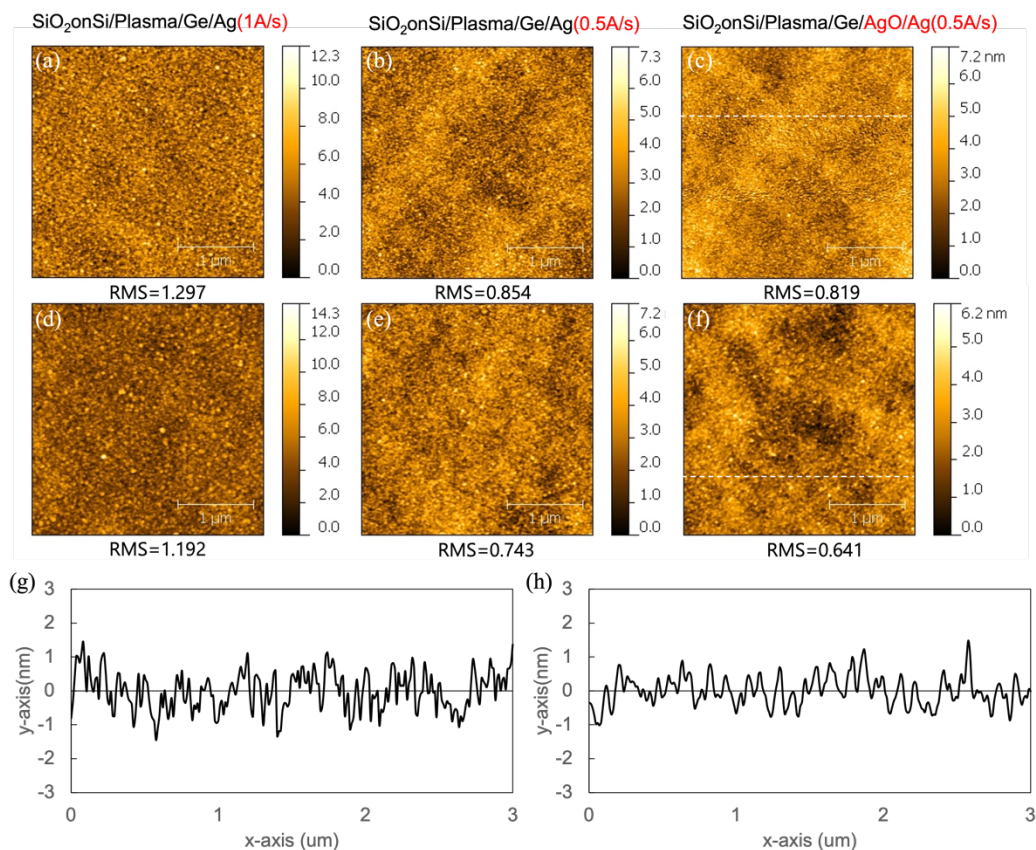 SiO₂onSi/Plasma/Ge/Ag(1A/s) SiO₂onSi/Plasma/Ge/Ag(0.5A/s) SiO₂onSi/Plasma/Ge/AgO/Ag(0.5A/s)
(a) 12.3 10.0 8.0 6.0 4.0 2.0 0.0 1 µm
(b) 7.3 6.0 5.0 4.0 3.0 2.0 1.0 0.0 1 µm
(c) 7.2 nm 6.0 5.0 4.0 3.0 2.0 1.0 0.0 1 µm
RMS=1.297 RMS=0.854 RMS=0.819
(d) 14.3 10.0 8.0 6.0 4.0 2.0 0.0 1 µm
(e) 7.2 6.0 5.0 4.0 3.0 2.0 1.0 0.0 1 µm
(f) 6.2 nm 5.0 4.0 3.0 2.0 1.0 0.0 1 µm
RMS=1.192 RMS=0.743 RMS=0.641
(g)
y-axis(nm)
3
2
1
0
-1
-2
-3
0 1 2 3
x-axis (um)
(h)
y-axis(nm)
3
2
1
0
-1
-2
-3
0 1 2 3
x-axis (um)